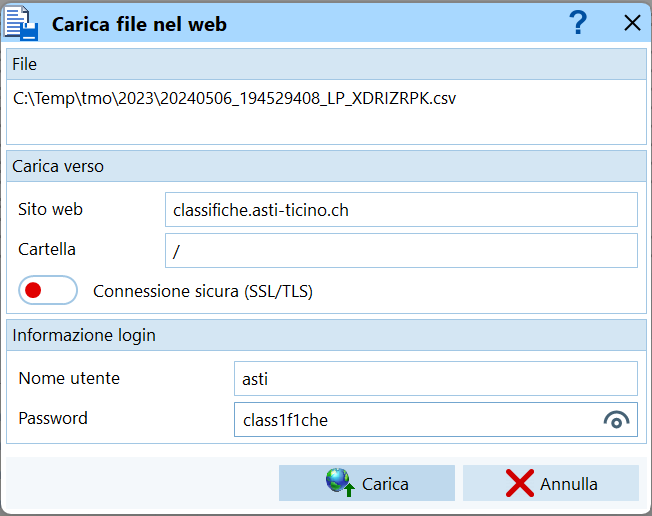 Carica file nel web
?
File
C:\Temp\tmo\2023\20240506_194529408_LP_XDRIZRPK.csv
Carica verso
Sito web
classifiche.asti-ticino.ch
Cartella
/
Connessione sicura (SSL/TLS)
Informazione login
Nome utente
asti
Password
class1f1che
Carica
Annulla